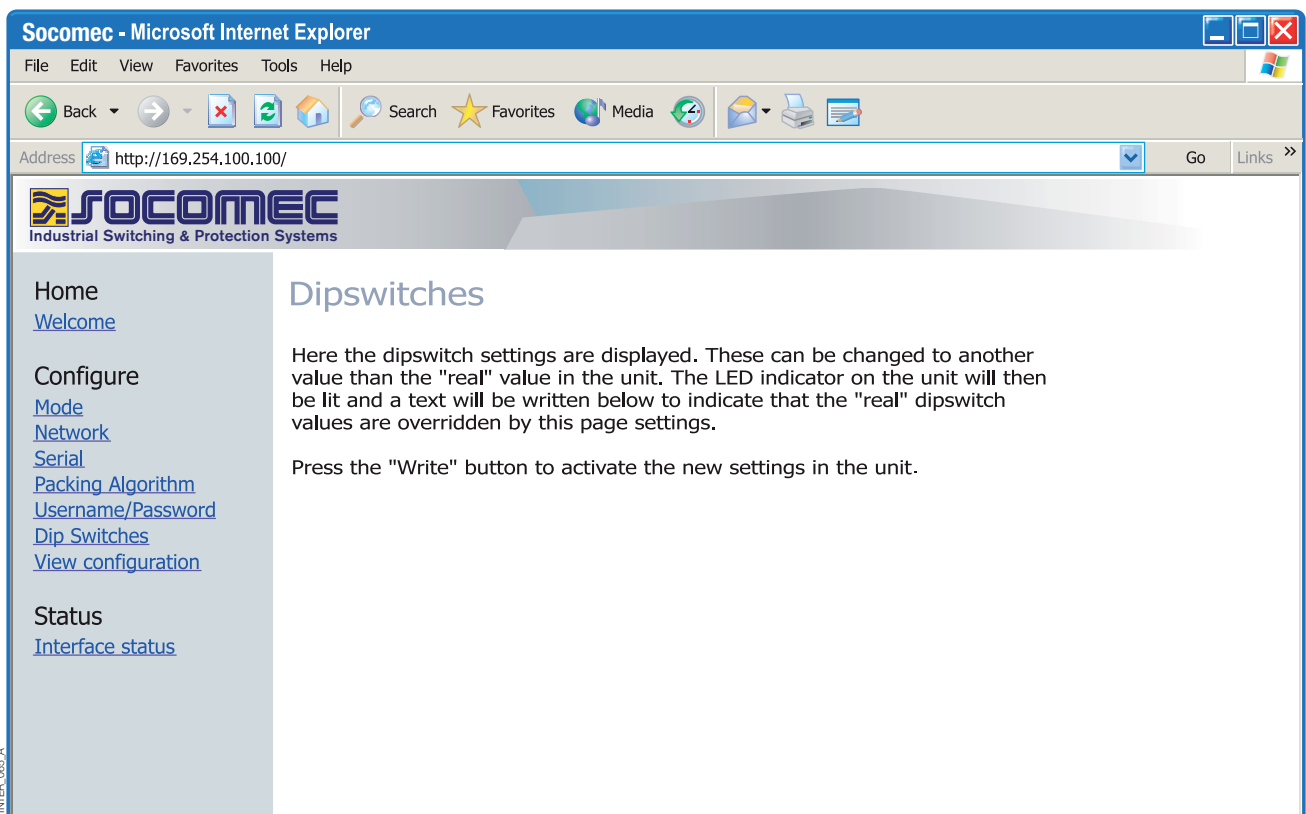 Socomec - Microsoft Internet Explorer
File Edit View Favorites Tools Help
Back Search Favorites Media
Address http://169.254.100.100/ Go Links »
SOCOMEC
Industrial Switching & Protection Systems
Home
Welcome
Configure
Mode
Network
Serial
Packing Algorithm
Username/Password
Dip Switches
View configuration
Status
Interface status
Dipswitches
Here the dipswitch settings are displayed. These can be changed to another
value than the "real" value in the unit. The LED indicator on the unit will then
be lit and a text will be written below to indicate that the "real" dipswitch
values are overridden by this page settings.
Press the "Write" button to activate the new settings in the unit.